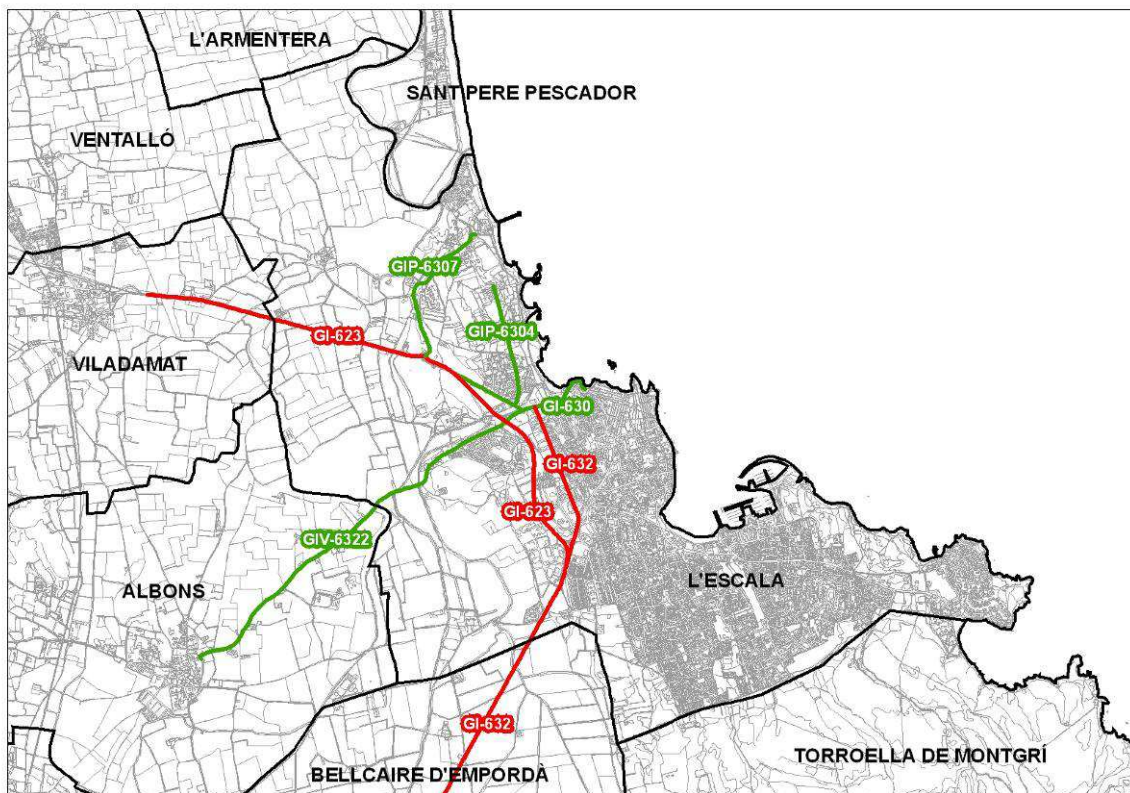 L'ARMENTERA
SANT PERE PESCADOR
VENTALLÓ
GIP-6307
GIP-6304
GI-623
VILADAMAT
GI-630
GI-632
GI-623
GIV-6322
L'ESCALA
ALBONS
GI-632
TORROELLA DE MONTGRÍ
BELLCAIRE D'EMPORDÀ